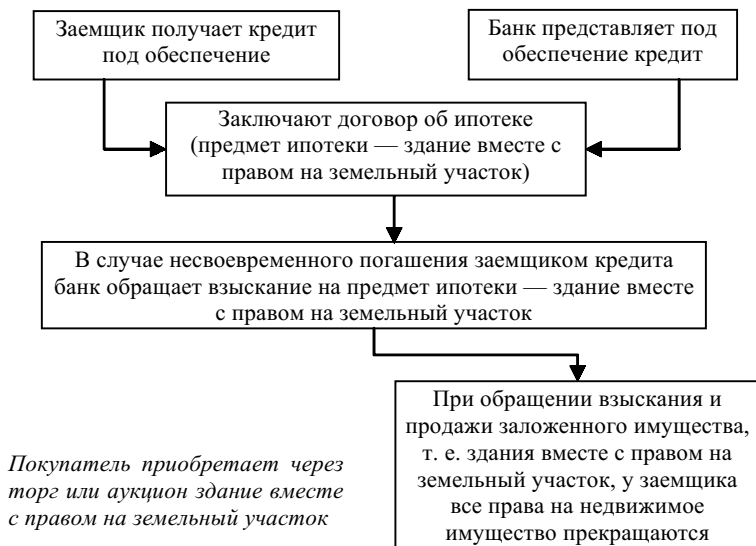 Заемщик получает кредит
под обеспечение
Банк представляет под
обеспечение кредит
Заключают договор об ипотеке
(предмет ипотеки — здание вместе с
правом на земельный участок)
В случае несвоевременного погашения заемщиком кредита
банк обращает взыскание на предмет ипотеки — здание вместе
с правом на земельный участок
При обращении взыскания и
продажи заложенного имущества,
т. е. здания вместе с правом на
земельный участок, у заемщика
все права на недвижимое
имущество прекращаются
Покупатель приобретает через
торг или аукцион здание вместе
с правом на земельный участок